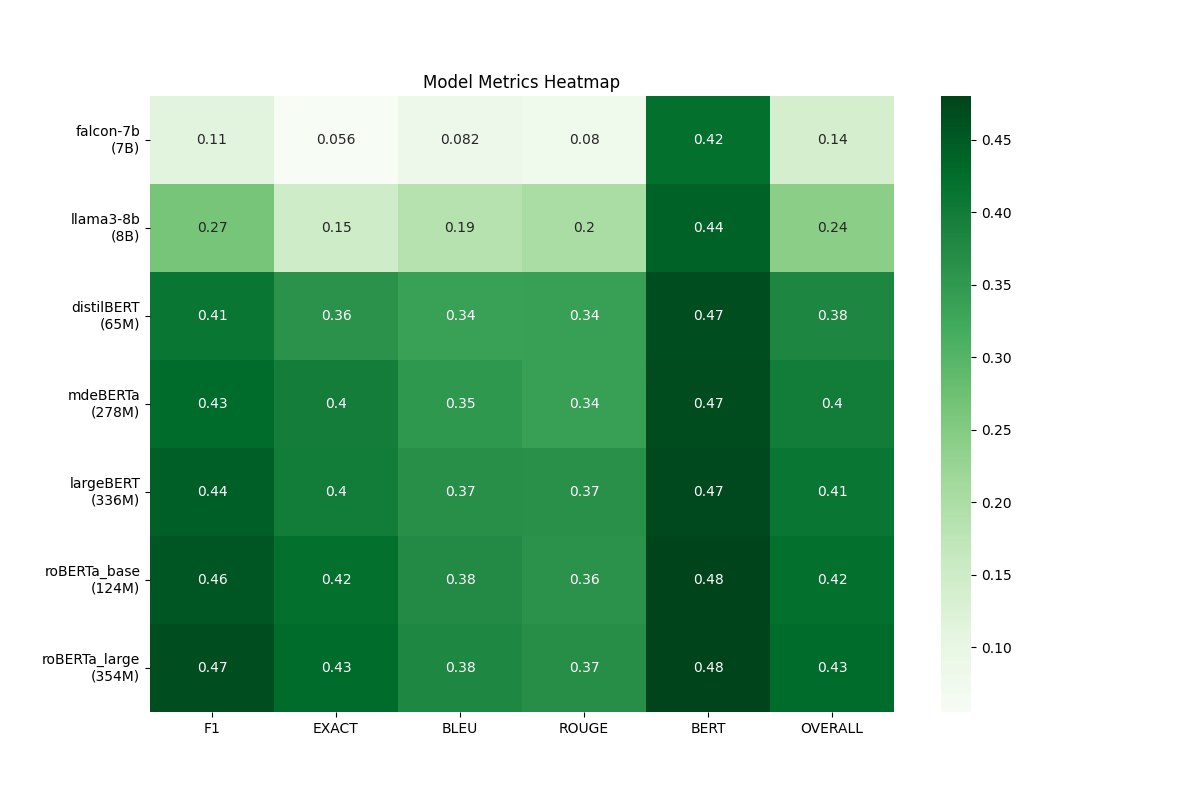 Model Metrics Heatmap
falcon-7b
(7B)
0.11 0.056 0.082 0.08 0.42 0.14
llama3-8b
(8B)
0.27 0.15 0.19 0.2 0.44 0.24
distilBERT
(65M)
0.41 0.36 0.34 0.34 0.47 0.38
mdeBERTa
(278M)
0.43 0.4 0.35 0.34 0.47 0.4
largeBERT
(336M)
0.44 0.4 0.37 0.37 0.47 0.41
roBERTa_base
(124M)
0.46 0.42 0.38 0.36 0.48 0.42
roBERTa_large
(354M)
0.47 0.43 0.38 0.37 0.48 0.43
F1 EXACT BLEU ROUGE BERT OVERALL
0.45
0.40
0.35
0.30
0.25
0.20
0.15
0.10